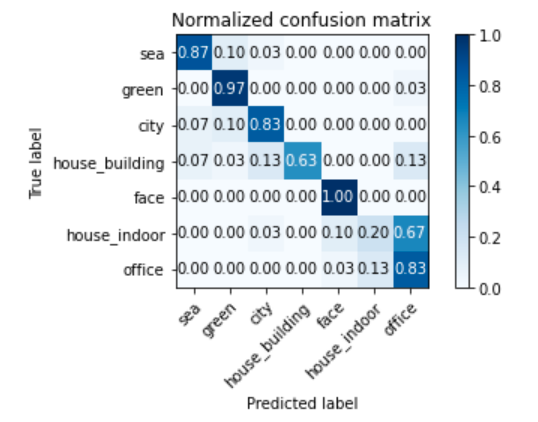 Normalized confusion matrix
True label
sea 0.87 0.10 0.03 0.00 0.00 0.00 0.00
green 0.00 0.97 0.00 0.00 0.00 0.00 0.03
city 0.07 0.10 0.83 0.00 0.00 0.00 0.00
house_building 0.07 0.03 0.13 0.63 0.00 0.00 0.13
face 0.00 0.00 0.00 0.00 1.00 0.00 0.00
house_indoor 0.00 0.00 0.03 0.00 0.10 0.20 0.67
office 0.00 0.00 0.00 0.00 0.03 0.13 0.83
sea green city house_building face house_indoor office
Predicted label
1.0
0.8
0.6
0.4
0.2
0.0